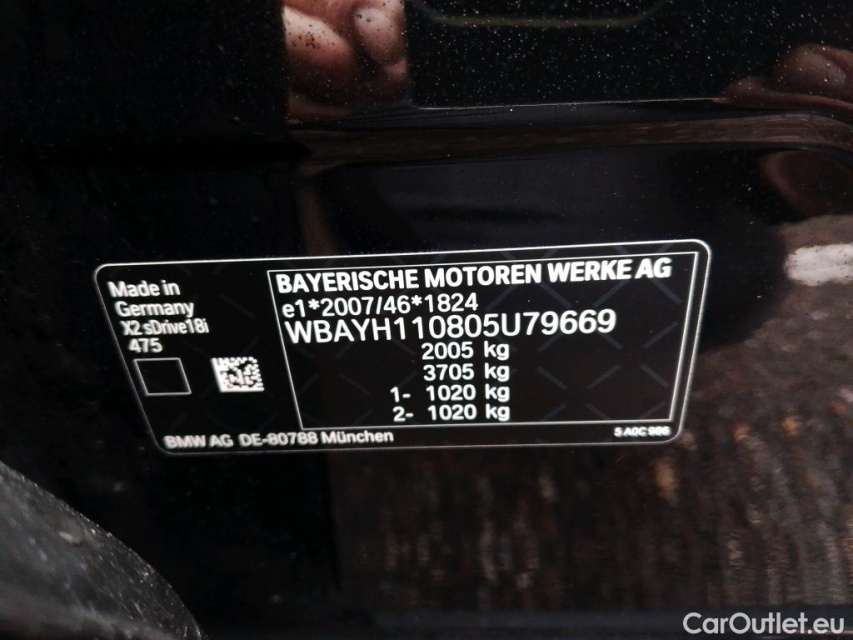 Made in
Germany
X2 sDrive18i
475
BAYERISCHE MOTOREN WERKE AG
e1*2007/46*1824
WBAYH110805U79669
2005 kg
3705 kg
1- 1020 kg
2- 1020 kg
BMW AG DE-80788 München
5 A0C 986
CarOutlet.eu